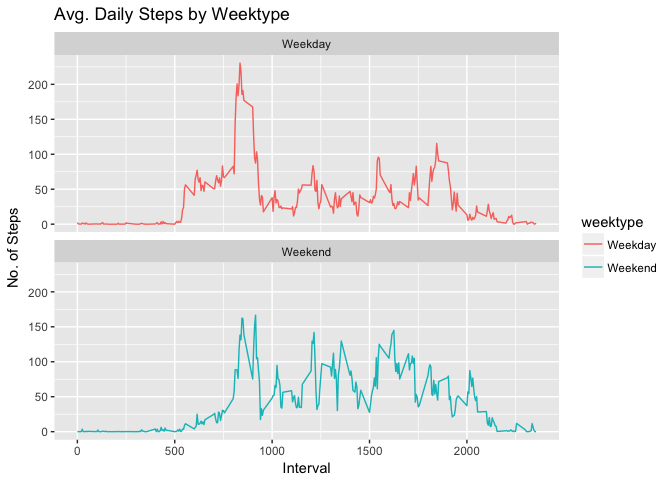 Avg. Daily Steps by Weektype
Weekday
200
150
100
50
0
Weekend
200
150
100
50
0
0 500 1000 1500 2000
Interval
No. of Steps
weektype
Weekday
Weekend